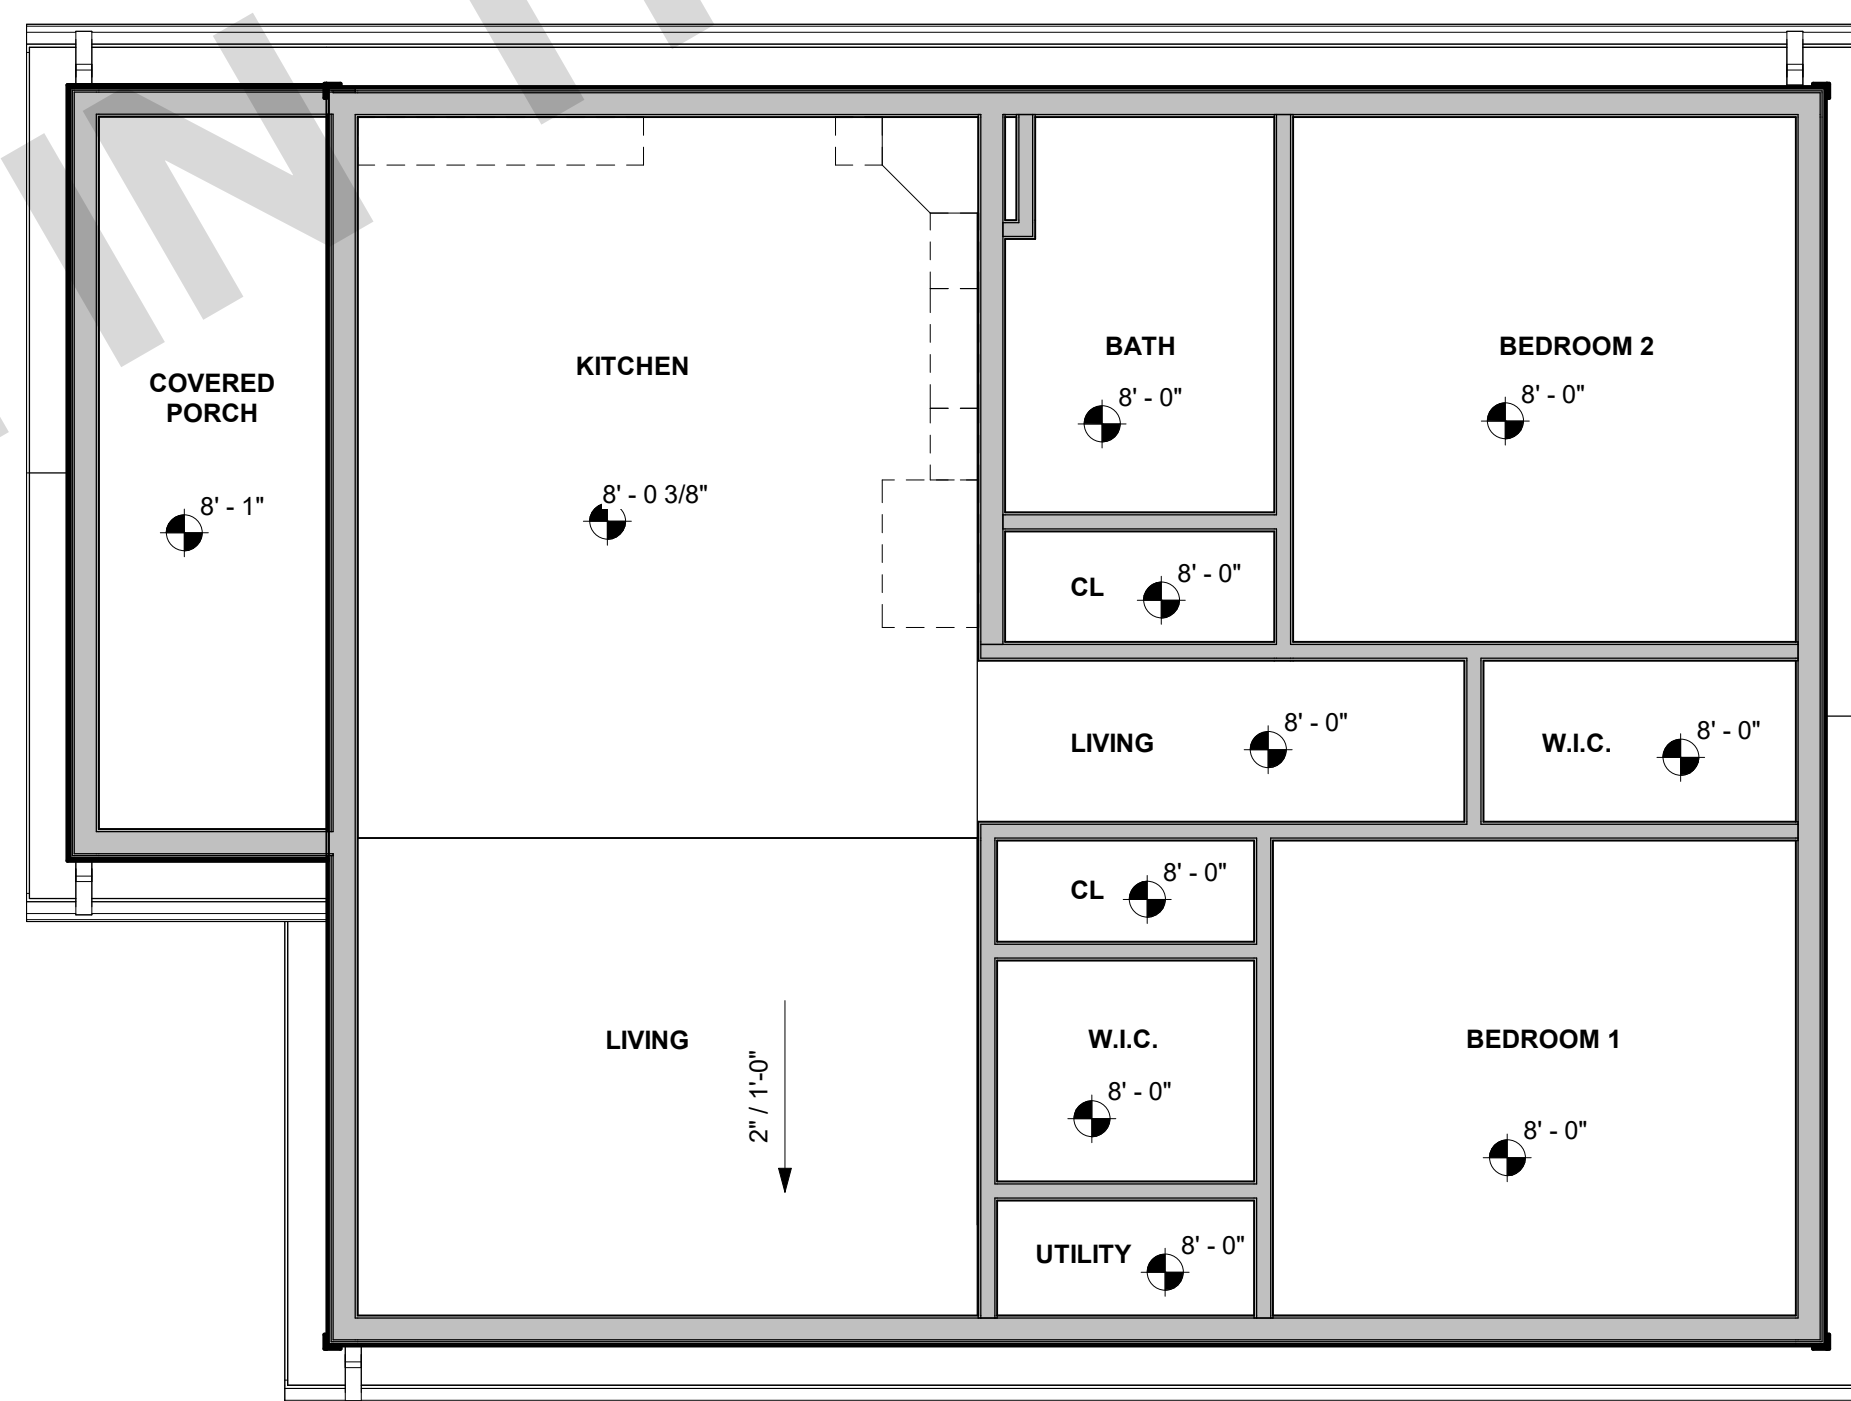 COVERED
PORCH
8' - 1"
KITCHEN
8' - 0 3/8"
BATH
8' - 0"
BEDROOM 2
8' - 0"
CL
8' - 0"
LIVING
8' - 0"
W.I.C.
8' - 0"
CL
8' - 0"
LIVING
2" / 1'-0"
W.I.C.
8' - 0"
BEDROOM 1
8' - 0"
UTILITY
8' - 0"